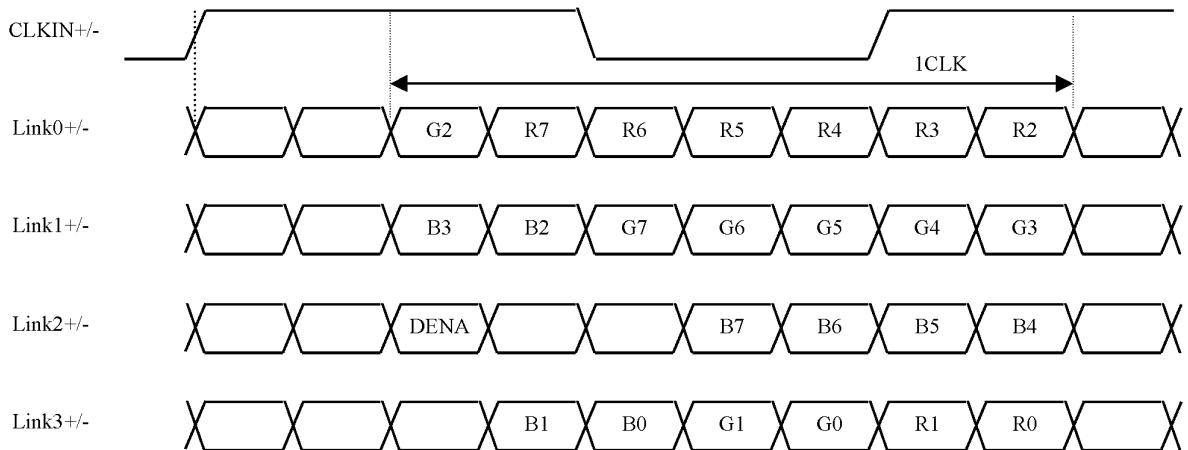 CLKIN+/-
1CLK
Link0+/- G2 R7 R6 R5 R4 R3 R2
Link1+/- B3 B2 G7 G6 G5 G4 G3
Link2+/- DENA B7 B6 B5 B4
Link3+/- B1 B0 G1 G0 R1 R0